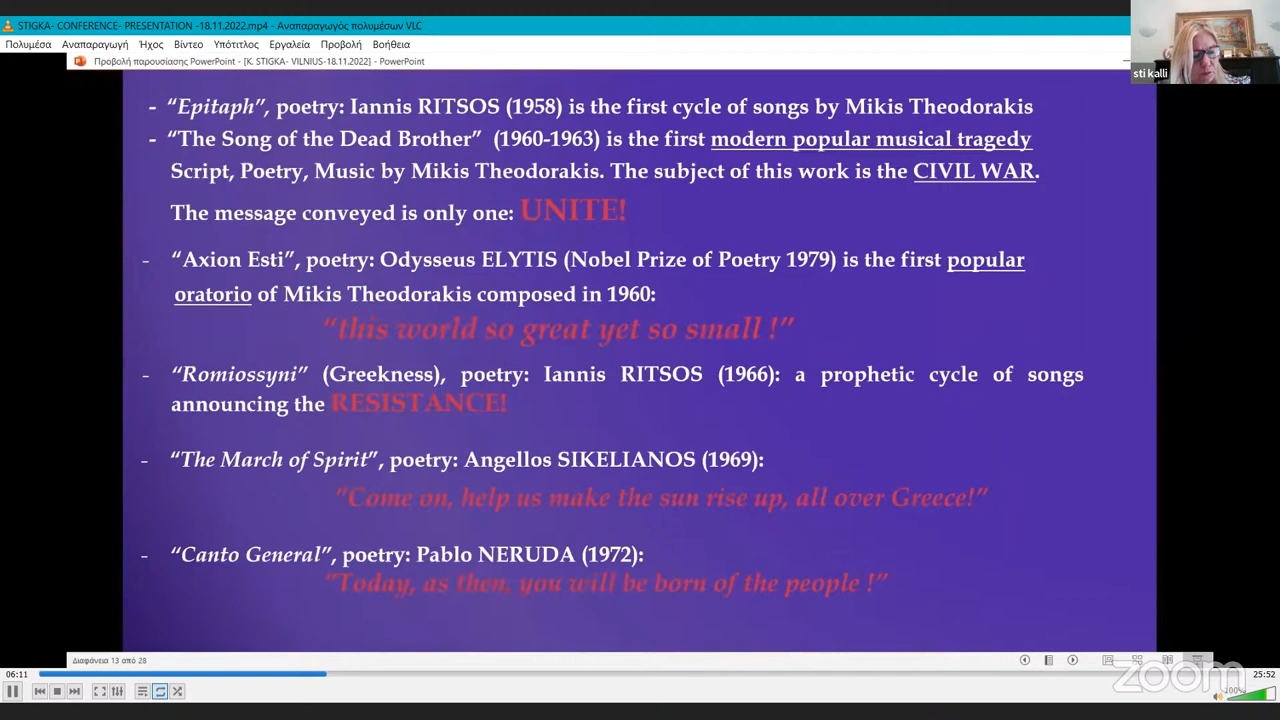 STIGKA- CONFERENCE- PRESENTATION -18.11.2022.mp4 - Αναπαραγωγός πολυμέσων VLC
Πολυμέσα Αναπαραγωγή Ήχος Βίντεο Υπότιτλος Εργαλεία Προβολή Βοήθεια
Προβολή παρουσίασης PowerPoint - [K. STIGKA- VILNIUS-18.11.2022] - PowerPoint
sti kalli
- “Epitaph”, poetry: Iannis RITSOS (1958) is the first cycle of songs by Mikis Theodorakis
- “The Song of the Dead Brother” (1960-1963) is the first modern popular musical tragedy
Script, Poetry, Music by Mikis Theodorakis. The subject of this work is the CIVIL WAR.
The message conveyed is only one: UNITE!
- “Axion Esti”, poetry: Odysseus ELYTIS (Nobel Prize of Poetry 1979) is the first popular
oratorio of Mikis Theodorakis composed in 1960:
“this world so great yet so small !”
- “Romiossyni” (Greekness), poetry: Iannis RITSOS (1966): a prophetic cycle of songs
announcing the RESISTANCE!
- “The March of Spirit”, poetry: Angellos SIKELIANOS (1969):
”Come on, help us make the sun rise up, all over Greece!”
- “Canto General”, poetry: Pablo NERUDA (1972):
”Today, as then, you will be born of the people !”
Διαφάνεια 13 από 28
06:11
25:52
zoom
100%